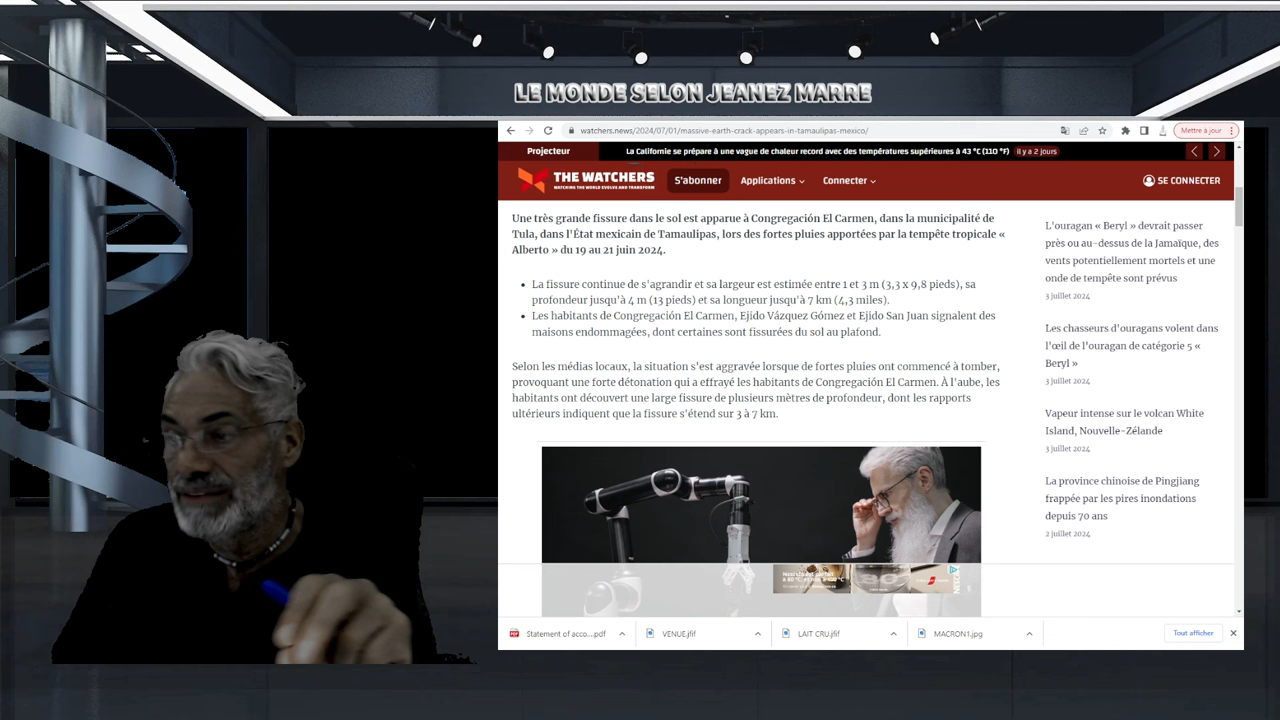 LE MONDE SELON JEANEZ MARRE
watchers.news/2024/07/01/massive-earth-crack-appears-in-tamaulipas-mexico/
Mettre à jour
Projecteur
La Californie se prépare à une vague de chaleur record avec des températures supérieures à 43 °C (110 °F)
il y a 2 jours
THE WATCHERS
WATCHING THE WORLD EVOLVE AND TRANSFORM
S'abonner
Applications
Connecter
SE CONNECTER
Une très grande fissure dans le sol est apparue à Congregación El Carmen, dans la municipalité de
Tula, dans l'État mexicain de Tamaulipas, lors des fortes pluies apportées par la tempête tropicale «
Alberto » du 19 au 21 juin 2024.
La fissure continue de s'agrandir et sa largeur est estimée entre 1 et 3 m (3,3 x 9,8 pieds), sa
profondeur jusqu'à 4 m (13 pieds) et sa longueur jusqu'à 7 km (4,3 miles).
Les habitants de Congregación El Carmen, Ejido Vázquez Gómez et Ejido San Juan signalent des
maisons endommagées, dont certaines sont fissurées du sol au plafond.
Selon les médias locaux, la situation s'est aggravée lorsque de fortes pluies ont commencé à tomber,
provoquant une forte détonation qui a effrayé les habitants de Congregación El Carmen. À l'aube, les
habitants ont découvert une large fissure de plusieurs mètres de profondeur, dont les rapports
ultérieurs indiquent que la fissure s'étend sur 3 à 7 km.
L'ouragan « Beryl » devrait passer
près ou au-dessus de la Jamaïque, des
vents potentiellement mortels et une
onde de tempête sont prévus
3 juillet 2024
Les chasseurs d'ouragans volent dans
l'œil de l'ouragan de catégorie 5 «
Beryl »
3 juillet 2024
Vapeur intense sur le volcan White
Island, Nouvelle-Zélande
3 juillet 2024
La province chinoise de Pingjiang
frappée par les pires inondations
depuis 70 ans
2 juillet 2024
Statement of acco....pdf
VENUE.jfif
LAIT CRU.jfif
MACRON1.jpg
Tout afficher